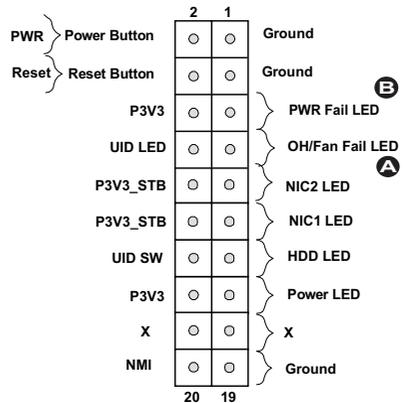 2 1
PWR Power Button Ground
Reset Reset Button Ground
B
P3V3 PWR Fail LED
UID LED OH/Fan Fail LED
A
P3V3_STB NIC2 LED
P3V3_STB NIC1 LED
UID SW HDD LED
P3V3 Power LED
X X
NMI Ground
20 19